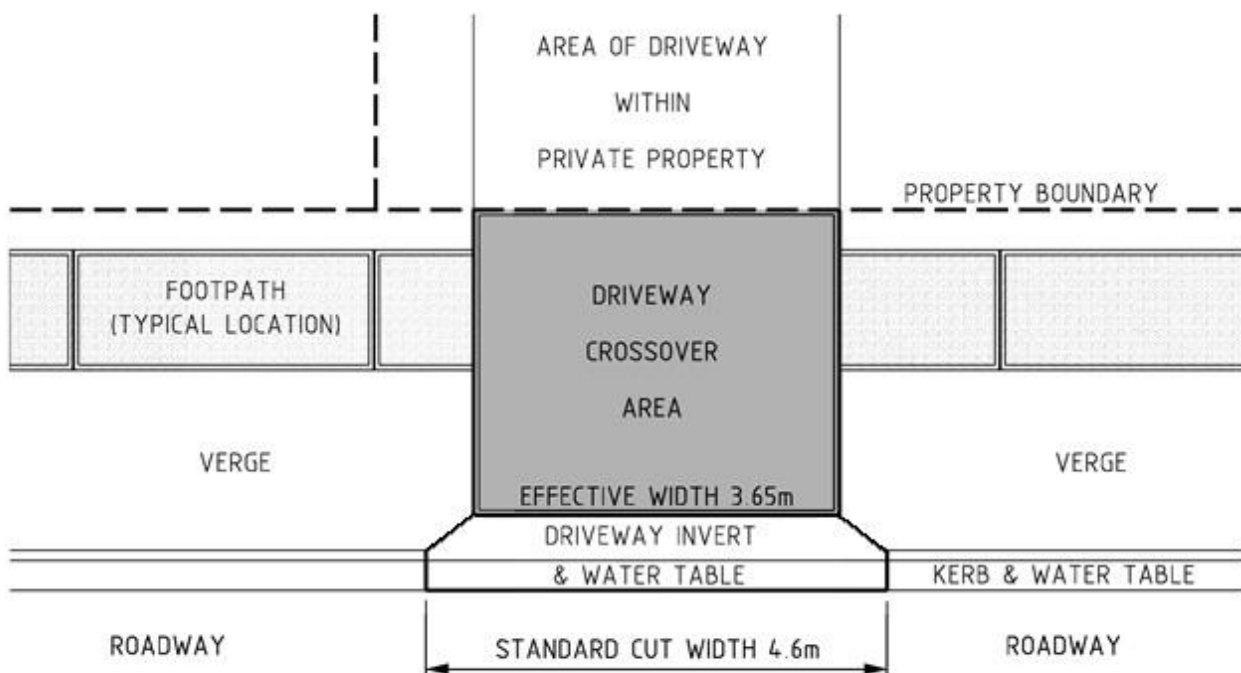 AREA OF DRIVEWAY
WITHIN
PRIVATE PROPERTY
PROPERTY BOUNDARY
FOOTPATH
(TYPICAL LOCATION)
DRIVEWAY
CROSSOVER
AREA
VERGE
VERGE
EFFECTIVE WIDTH 3.65m
DRIVEWAY INVERT
& WATER TABLE
KERB & WATER TABLE
ROADWAY
STANDARD CUT WIDTH 4.6m
ROADWAY